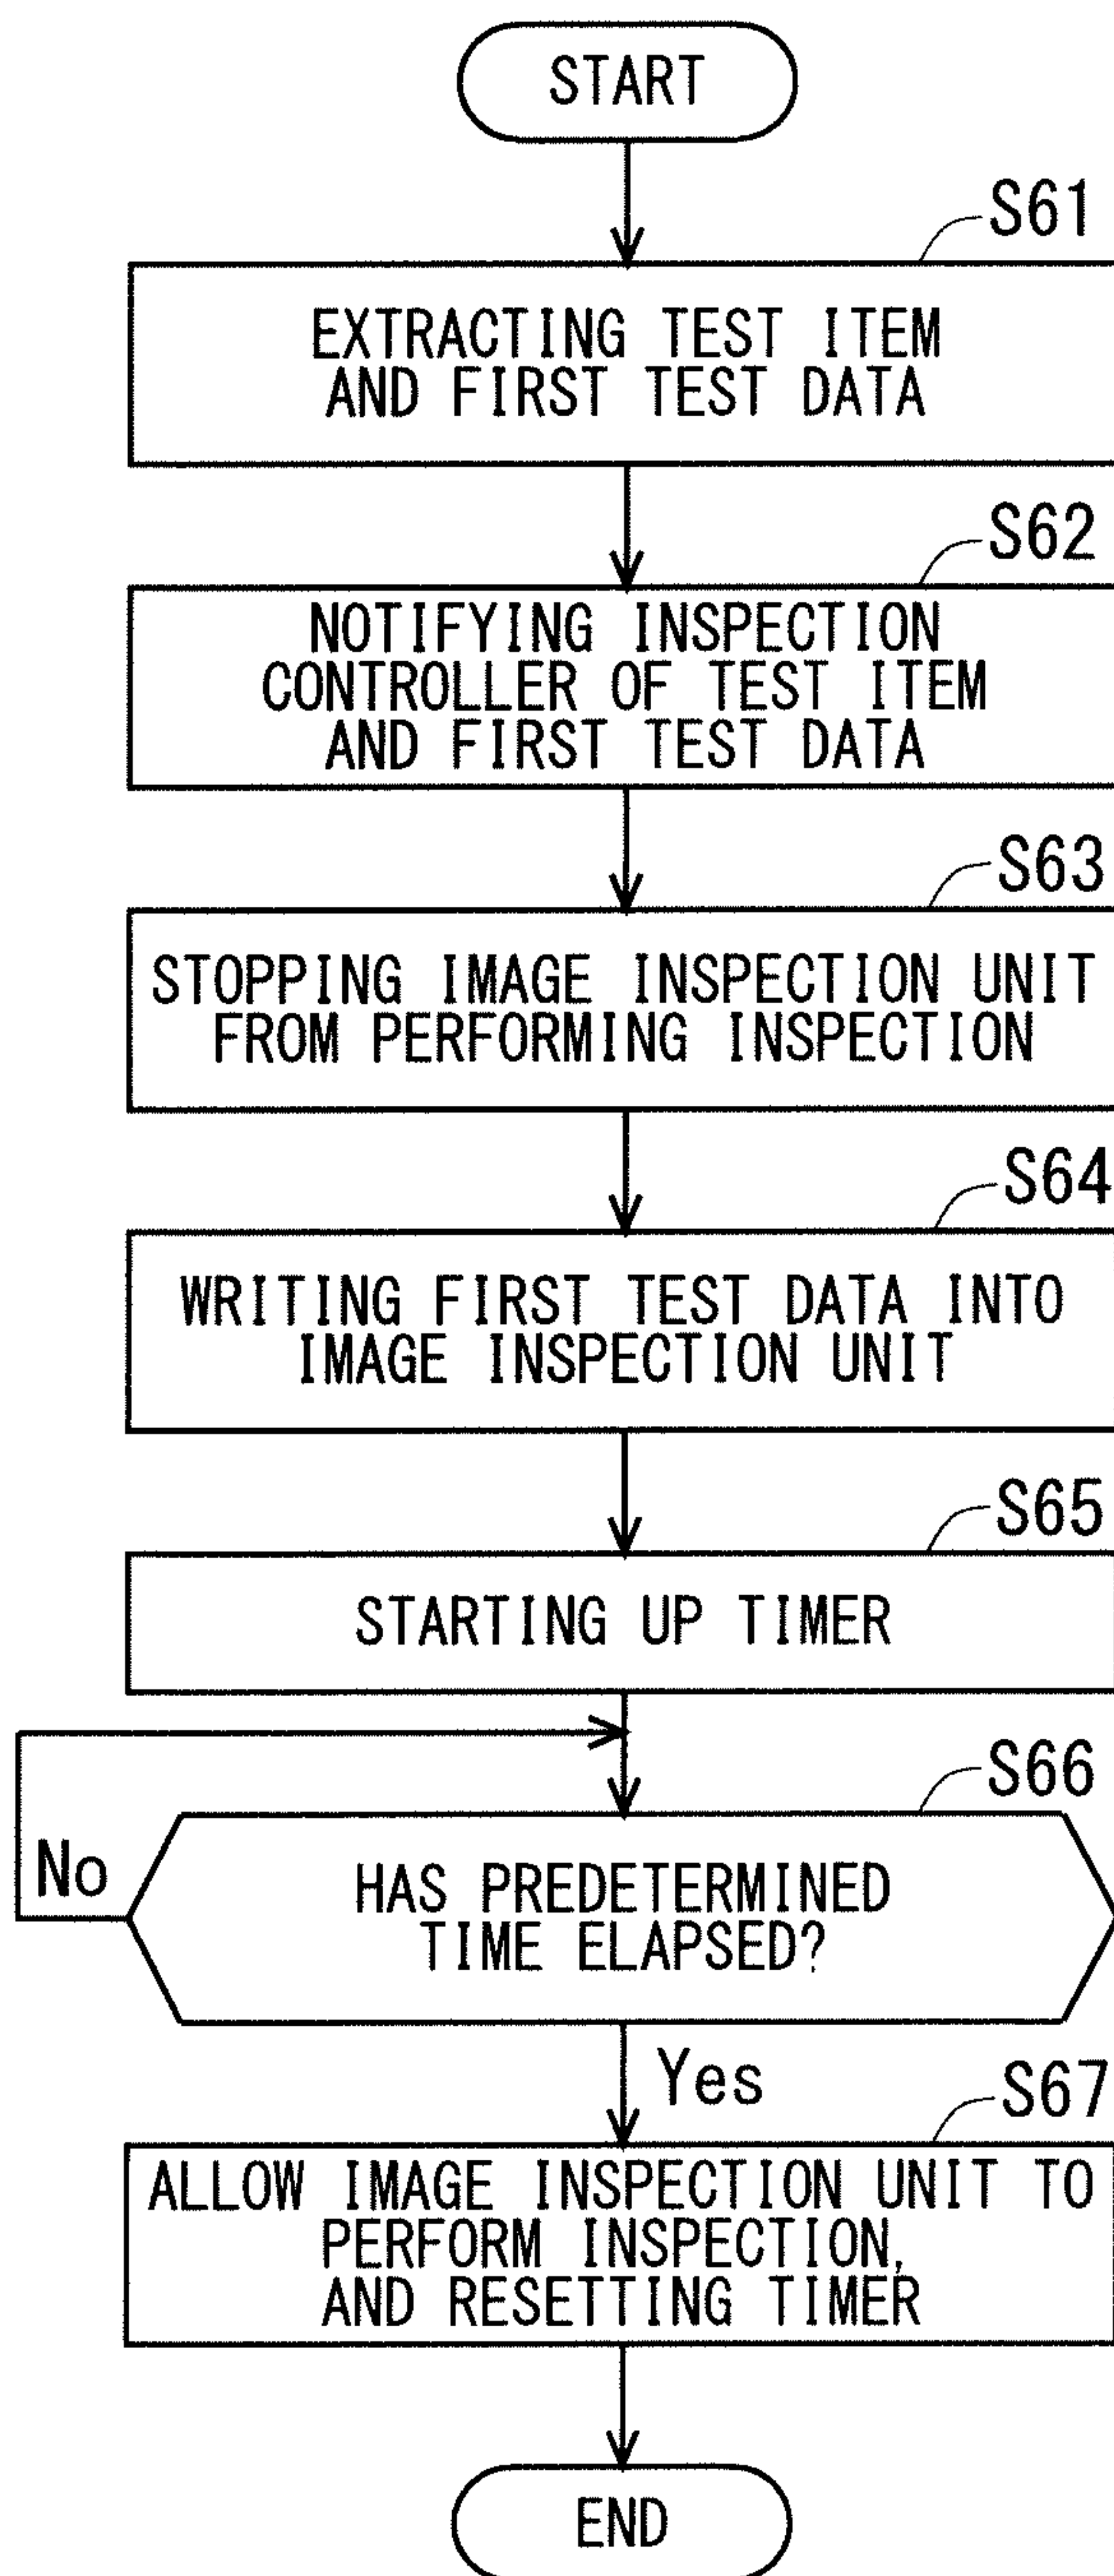 START
S61
EXTRACTING TEST ITEM
AND FIRST TEST DATA
S62
NOTIFYING INSPECTION
CONTROLLER OF TEST ITEM
AND FIRST TEST DATA
S63
STOPPING IMAGE INSPECTION UNIT
FROM PERFORMING INSPECTION
S64
WRITING FIRST TEST DATA INTO
IMAGE INSPECTION UNIT
S65
STARTING UP TIMER
S66
No
HAS PREDETERMINED
TIME ELAPSED?
Yes
S67
ALLOW IMAGE INSPECTION UNIT TO
PERFORM INSPECTION,
AND RESETTING TIMER
END